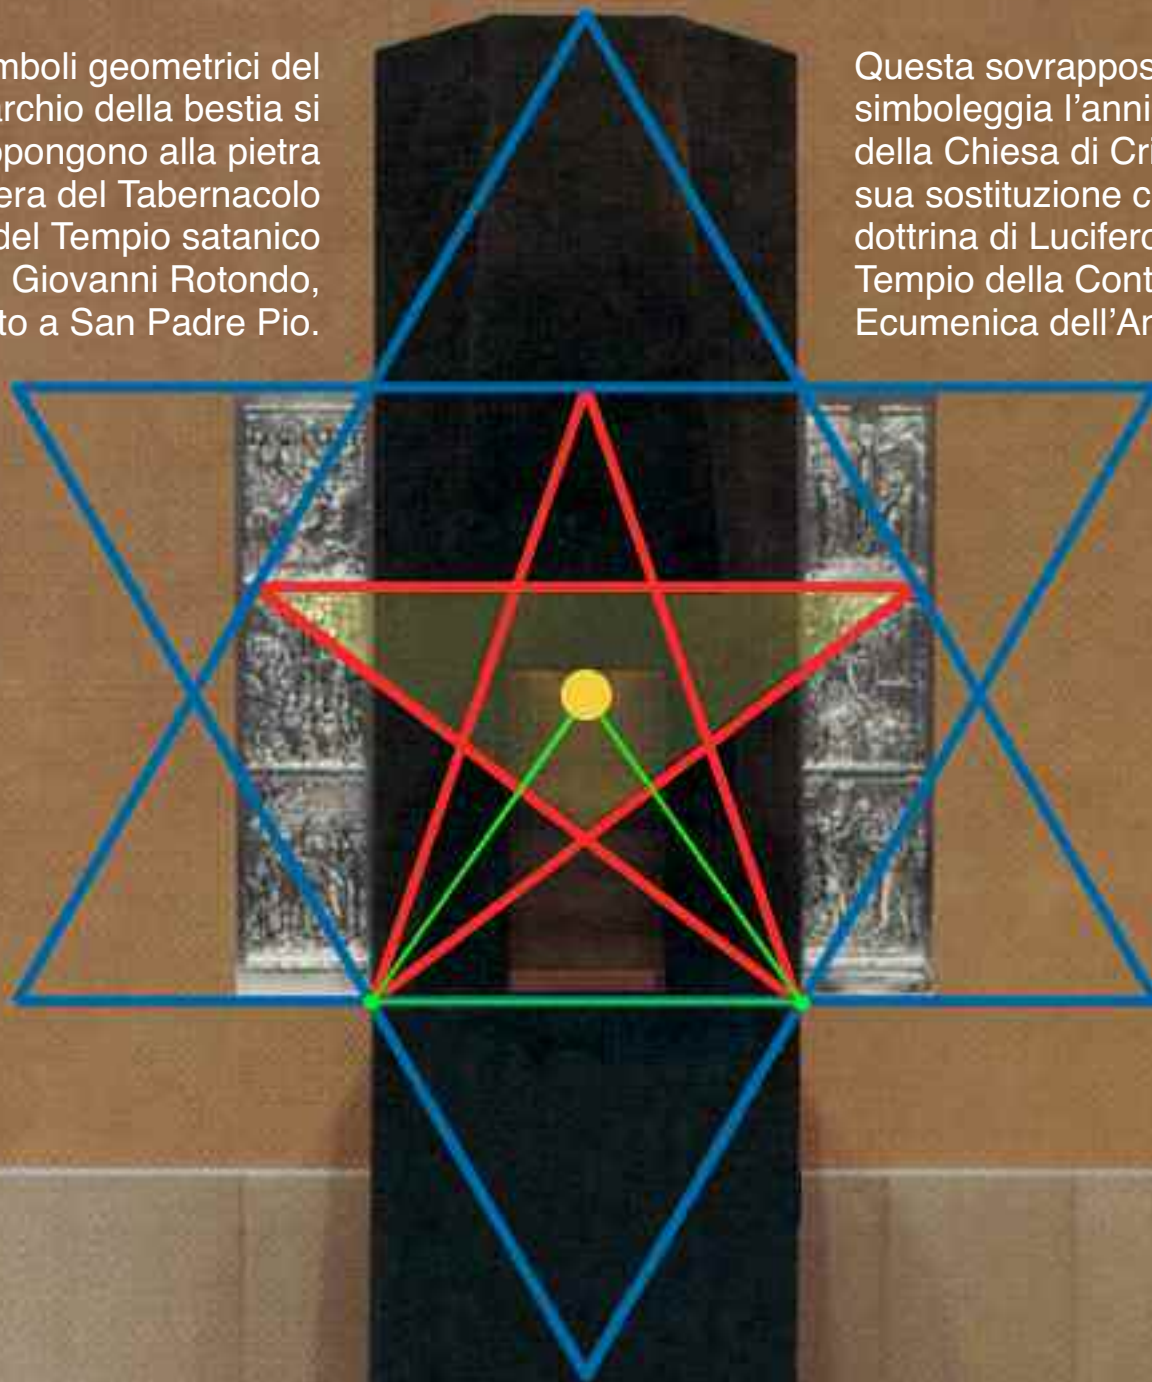 mboli geometrici del
archio della bestia si
ppongono alla pietra
era del Tabernacolo
del Tempio satanico
Giovanni Rotondo,
to a San Padre Pio.
Questa sovrappos
simboleggia l’anni
della Chiesa di Cri
sua sostituzione c
dottrina di Lucifero
Tempio della Cont
Ecumenica dell’An